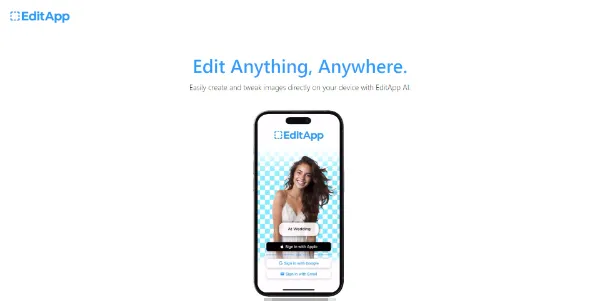 EditApp
Edit Anything, Anywhere.
Easily create and tweak images directly on your device with EditApp AI.
EditApp
AI Wedding
Sign in with Apple
Sign in with Google
Sign in with Email